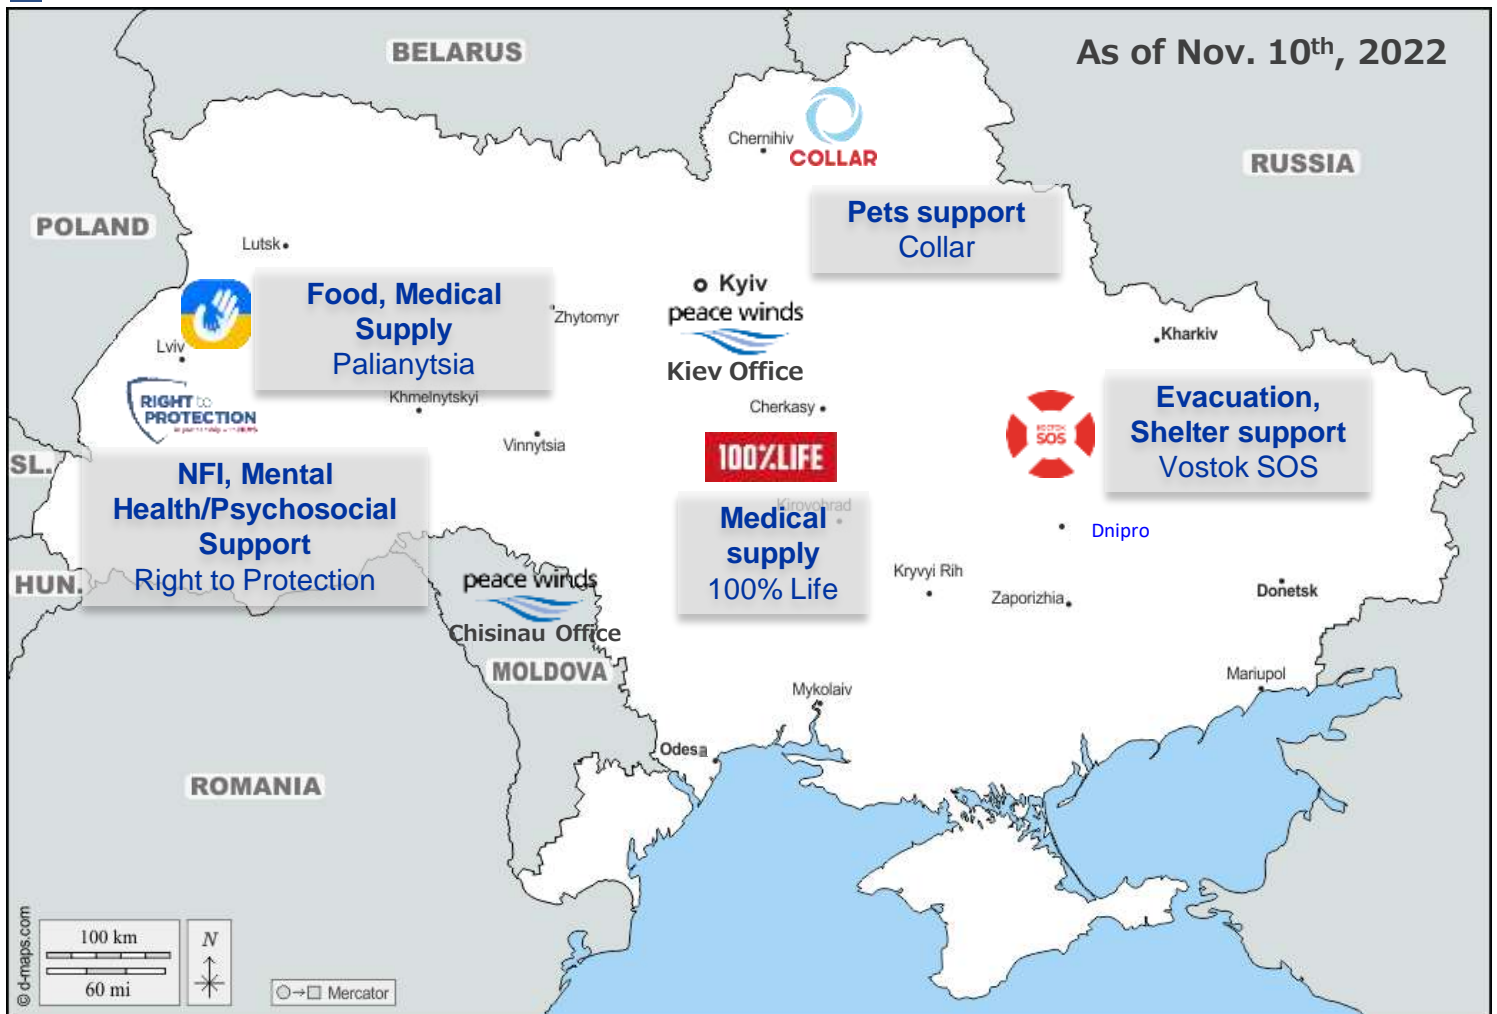 BELARUS
As of Nov. 10th, 2022
Chernihiv
COLLAR
RUSSIA
POLAND
Pets support
Collar
Lutsk
Food, Medical
Supply
Palianytsia
Zhytomyr
Kyiv
peace winds
Kiev Office
Kharkiv
Lviv
RIGHT to
PROTECTION
Khmelnytskyi
Cherkasy
Evacuation,
Shelter support
Vostok SOS
ВОСТОК
SOS
Vinnytsia
100%LIFE
SL.
NFI, Mental
Health/Psychosocial
Support
Right to Protection
Kirovohrad
Medical
supply
100% Life
Dnipro
HUN.
peace winds
Chisinau Office
MOLDOVA
Kryvyi Rih
Zaporizhia
Donetsk
Mariupol
Mykolaiv
Odesa
ROMANIA
© d-maps.com
100 km
60 mi
N
Mercator